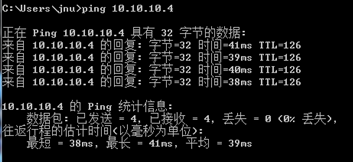 C:\Users\jnu>ping 10.10.10.4
正在 Ping 10.10.10.4 具有 32 字节的数据:
来自 10.10.10.4 的回复: 字节=32 时间=41ms TTL=126
来自 10.10.10.4 的回复: 字节=32 时间=39ms TTL=126
来自 10.10.10.4 的回复: 字节=32 时间=40ms TTL=126
来自 10.10.10.4 的回复: 字节=32 时间=38ms TTL=126
10.10.10.4 的 Ping 统计信息:
数据包: 已发送 = 4，已接收 = 4，丢失 = 0 (0% 丢失)，
往返行程的估计时间(以毫秒为单位):
最短 = 38ms，最长 = 41ms，平均 = 39ms